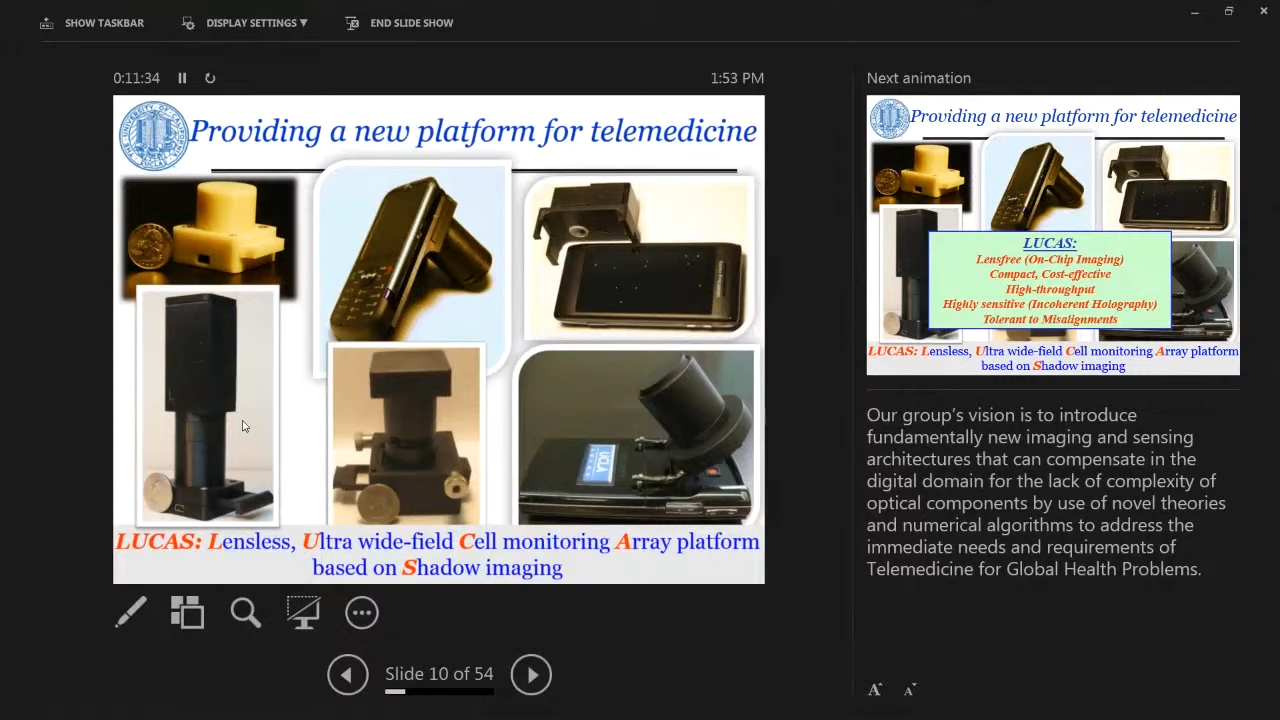 SHOW TASKBAR
DISPLAY SETTINGS ▼
END SLIDE SHOW
0:11:34
1:53 PM
Providing a new platform for telemedicine
UCLA
LUCAS: Lensless, Ultra wide-field Cell monitoring Array platform
based on Shadow imaging
Slide 10 of 54
Next animation
Providing a new platform for telemedicine
LUCAS:
Lensfree (On-Chip Imaging)
Compact, Cost-effective
High-throughput
Highly sensitive (Incoherent Holography)
Tolerant to Misalignments
LUCAS: Lensless, Ultra wide-field Cell monitoring Array platform
based on Shadow imaging
Our group's vision is to introduce
fundamentally new imaging and sensing
architectures that can compensate in the
digital domain for the lack of complexity of
optical components by use of novel theories
and numerical algorithms to address the
immediate needs and requirements of
Telemedicine for Global Health Problems.
A A